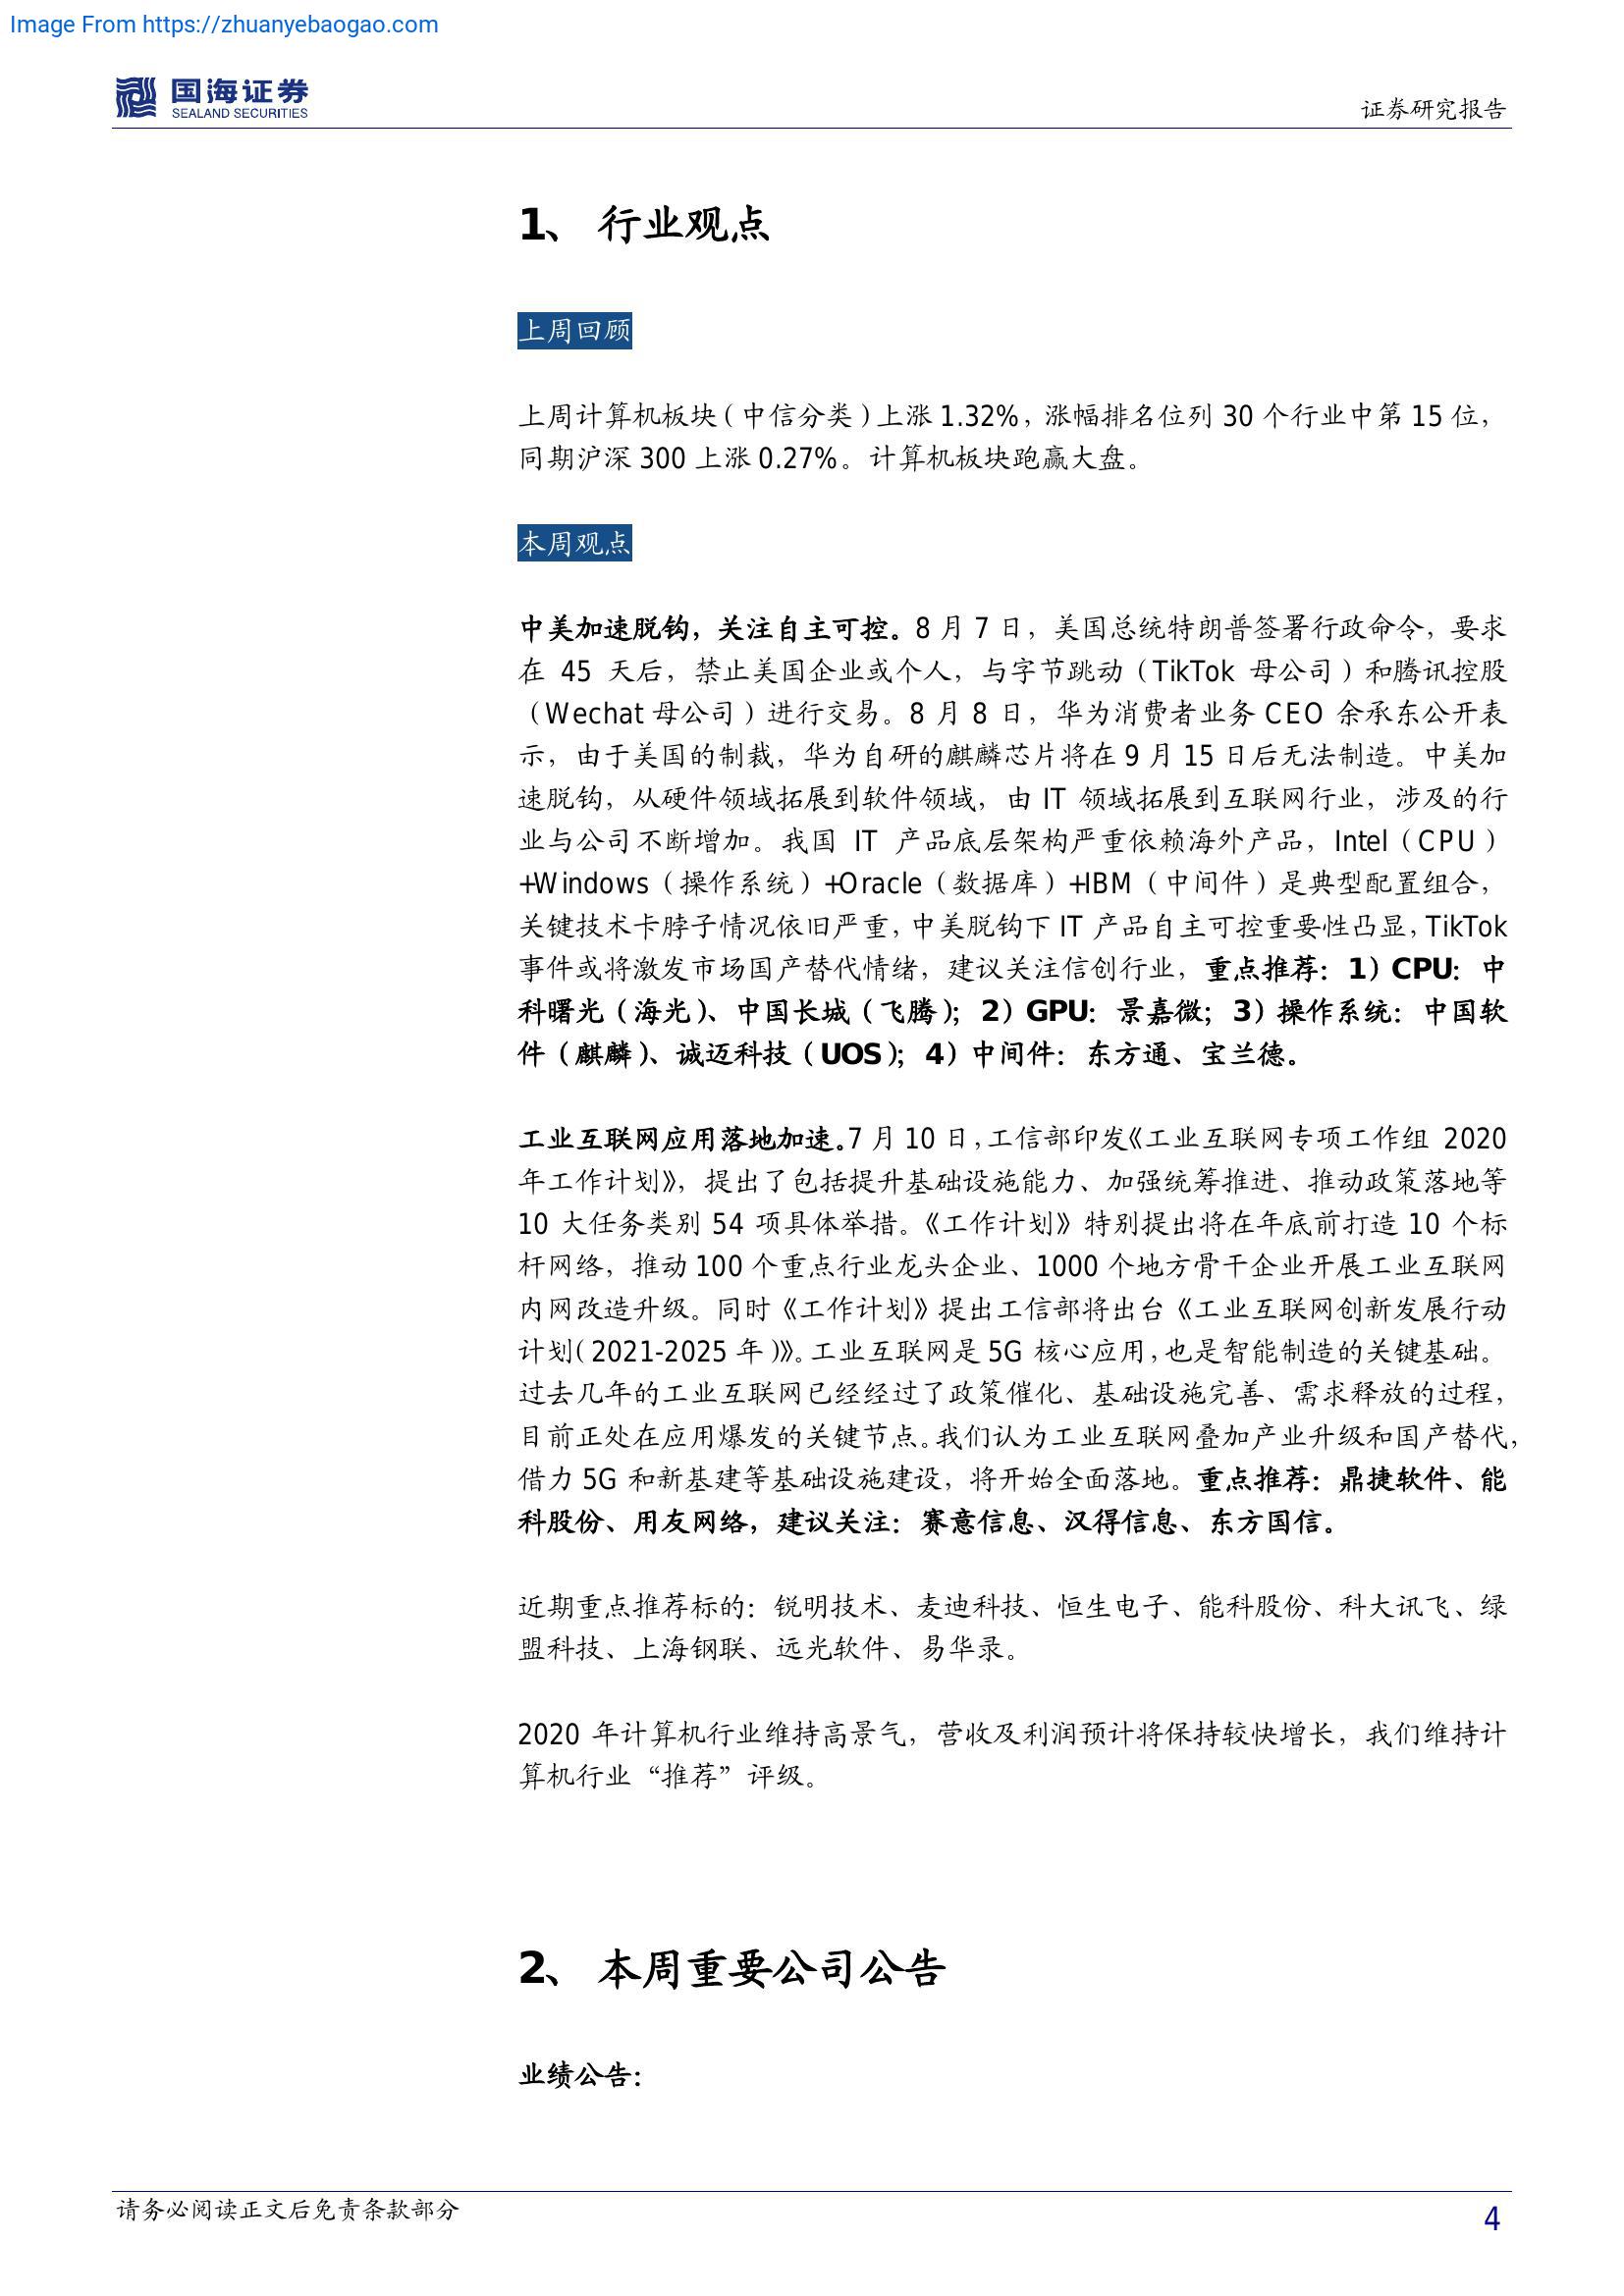 Image From https://zhuanyebaogao.com
国海证券
SEALAND SECURITIES
证券研究报告
1、 行业观点
上周回顾
上周计算机板块（中信分类）上涨 1.32%，涨幅排名位列 30 个行业中第 15 位，
同期沪深 300 上涨 0.27%。计算机板块跑赢大盘。
本周观点
中美加速脱钩，关注自主可控。8 月 7 日，美国总统特朗普签署行政命令，要求
在 45 天后，禁止美国企业或个人，与字节跳动（TikTok 母公司）和腾讯控股
（Wechat 母公司）进行交易。8 月 8 日，华为消费者业务 CEO 余承东公开表
示，由于美国的制裁，华为自研的麒麟芯片将在 9 月 15 日后无法制造。中美加
速脱钩，从硬件领域拓展到软件领域，由 IT 领域拓展到互联网行业，涉及的行
业与公司不断增加。我国 IT 产品底层架构严重依赖海外产品，Intel（CPU）
+Windows（操作系统）+Oracle（数据库）+IBM（中间件）是典型配置组合，
关键技术卡脖子情况依旧严重，中美脱钩下 IT 产品自主可控重要性凸显，TikTok
事件或将激发市场国产替代情绪，建议关注信创行业，重点推荐：1）CPU：中
科曙光（海光）、中国长城（飞腾）；2）GPU：景嘉微；3）操作系统：中国软
件（麒麟）、诚迈科技（UOS）；4）中间件：东方通、宝兰德。
工业互联网应用落地加速。7 月 10 日，工信部印发《工业互联网专项工作组 2020
年工作计划》，提出了包括提升基础设施能力、加强统筹推进、推动政策落地等
10 大任务类别 54 项具体举措。《工作计划》特别提出将在年底前打造 10 个标
杆网络，推动 100 个重点行业龙头企业、1000 个地方骨干企业开展工业互联网
内网改造升级。同时《工作计划》提出工信部将出台《工业互联网创新发展行动
计划（2021-2025 年）》。工业互联网是 5G 核心应用，也是智能制造的关键基础。
过去几年的工业互联网已经经过了政策催化、基础设施完善、需求释放的过程，
目前正处在应用爆发的关键节点。我们认为工业互联网叠加产业升级和国产替代，
借力 5G 和新基建等基础设施建设，将开始全面落地。重点推荐：鼎捷软件、能
科股份、用友网络，建议关注：赛意信息、汉得信息、东方国信。
近期重点推荐标的：锐明技术、麦迪科技、恒生电子、能科股份、科大讯飞、绿
盟科技、上海钢联、远光软件、易华录。
2020 年计算机行业维持高景气，营收及利润预计将保持较快增长，我们维持计
算机行业“推荐”评级。
2、 本周重要公司公告
业绩公告：
请务必阅读正文后免责条款部分
4